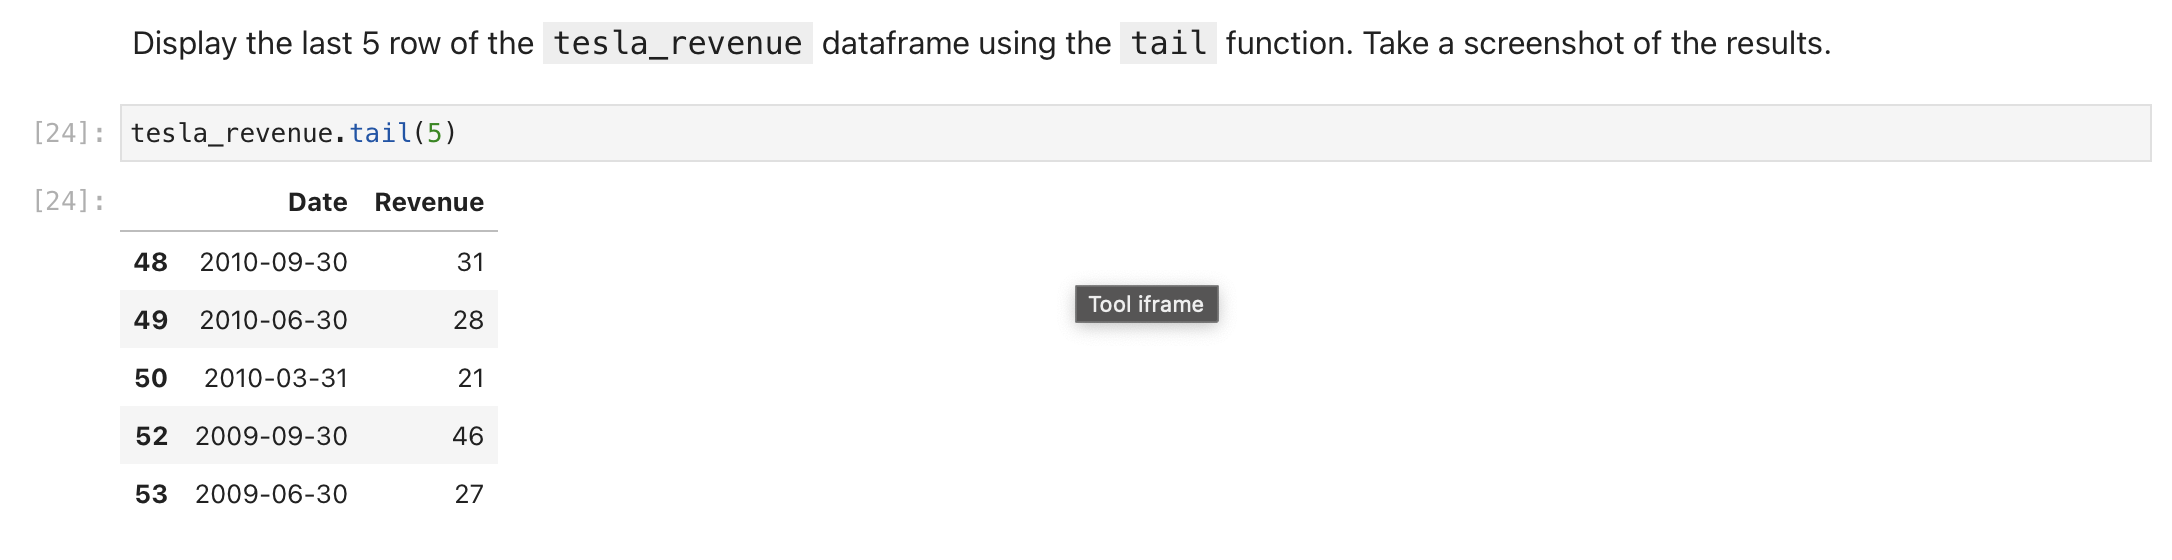 Display the last 5 row of the tesla_revenue dataframe using the tail function. Take a screenshot of the results.
[24]: tesla_revenue.tail(5)
[24]: Date Revenue
48 2010-09-30 31
Tool iframe
49 2010-06-30 28
50 2010-03-31 21
52 2009-09-30 46
53 2009-06-30 27